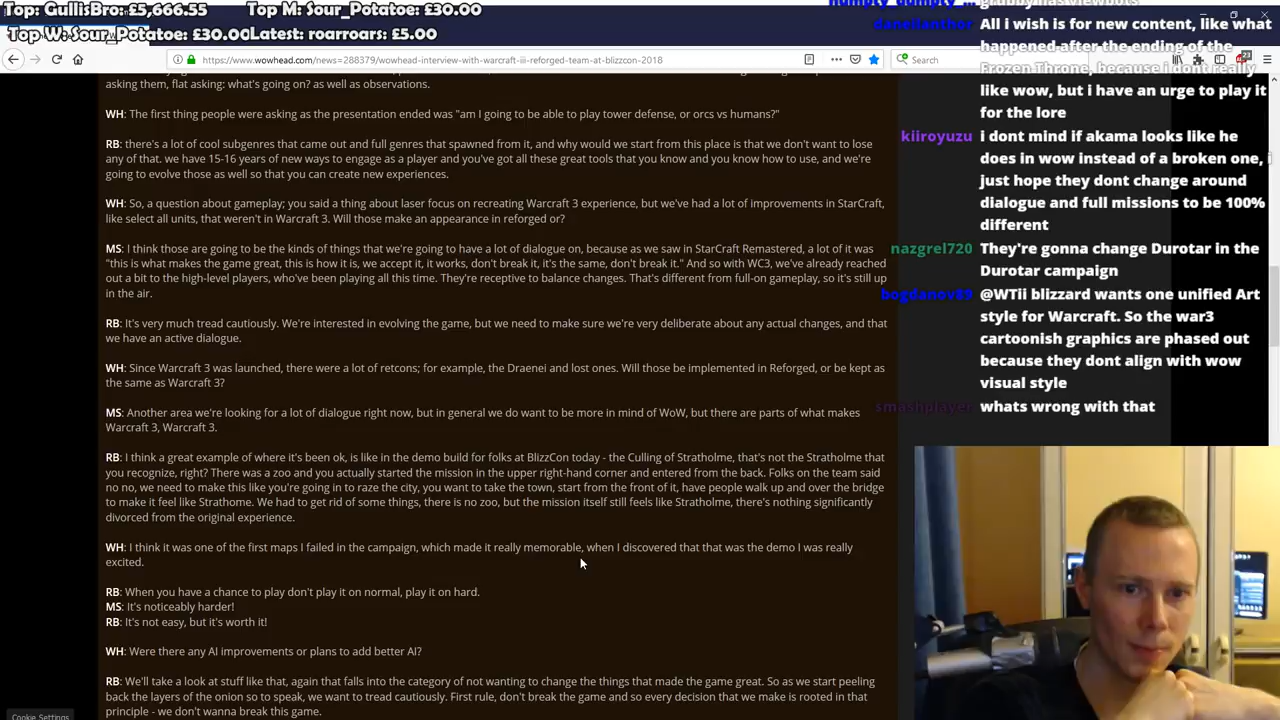 Top: GullisBro: £5,666.55
Top M: Sour_Potatoe: £30.00
Top W: Sour_Potatoe: £30.00
Latest: roarroars: £5.00
https://www.wowhead.com/news=288379/wowhead-interview-with-warcraft-iii-reforged-team-at-blizzcon-2018
Search
asking them, flat asking: what's going on? as well as observations.
WH: The first thing people were asking as the presentation ended was "am I going to be able to play tower defense, or orcs vs humans?"
RB: there's a lot of cool subgenres that came out and full genres that spawned from it, and why would we start from this place is that we don't want to lose
any of that. we have 15-16 years of new ways to engage as a player and you've got all these great tools that you know and you know how to use, and we're
going to evolve those as well so that you can create new experiences.
WH: So, a question about gameplay; you said a thing about laser focus on recreating Warcraft 3 experience, but we've had a lot of improvements in StarCraft,
like select all units, that weren't in Warcraft 3. Will those make an appearance in reforged or?
MS: I think those are going to be the kinds of things that we're going to have a lot of dialogue on, because as we saw in StarCraft Remastered, a lot of it was
"this is what makes the game great, this is how it is, we accept it, it works, don't break it, it's the same, don't break it." And so with WC3, we've already reached
out a bit to the high-level players, who've been playing all this time. They're receptive to balance changes. That's different from full-on gameplay, so it's still up
in the air.
RB: It's very much tread cautiously. We're interested in evolving the game, but we need to make sure we're very deliberate about any actual changes, and that
we have an active dialogue.
WH: Since Warcraft 3 was launched, there were a lot of retcons; for example, the Draenei and lost ones. Will those be implemented in Reforged, or be kept as
the same as Warcraft 3?
MS: Another area we're looking for a lot of dialogue right now, but in general we do want to be more in mind of WoW, but there are parts of what makes
Warcraft 3, Warcraft 3.
RB: I think a great example of where it's been ok, is like in the demo build for folks at BlizzCon today - the Culling of Stratholme, that's not the Stratholme that
you recognize, right? There was a zoo and you actually started the mission in the upper right-hand corner and entered from the back. Folks on the team said
no no, we need to make this like you're going in to raze the city, you want to take the town, start from the front of it, have people walk up and over the bridge
to make it feel like Strathome. We had to get rid of some things, there is no zoo, but the mission itself still feels like Stratholme, there's nothing significantly
divorced from the original experience.
WH: I think it was one of the first maps I failed in the campaign, which made it really memorable, when I discovered that that was the demo I was really
excited.
RB: When you have a chance to play don't play it on normal, play it on hard.
MS: It's noticeably harder!
RB: It's not easy, but it's worth it!
WH: Were there any AI improvements or plans to add better AI?
RB: We'll take a look at stuff like that, again that falls into the category of not wanting to change the things that made the game great. So as we start peeling
back the layers of the onion so to speak, we want to tread cautiously. First rule, don't break the game and so every decision that we make is rooted in that
principle - we don't wanna break this game.
Cookie Settings
danelianthor All i wish is for new content, like what
happened after the ending of the
Frozen Throne, because i dont really
like wow, but i have an urge to play it
for the lore
kiiroyuzu i dont mind if akama looks like he
does in wow instead of a broken one,
just hope they dont change around
dialogue and full missions to be 100%
different
nazgrel720 They're gonna change Durotar in the
Durotar campaign
bogdanov89 @WTii blizzard wants one unified Art
style for Warcraft. So the war3
cartoonish graphics are phased out
because they dont align with wow
visual style
smashplayer whats wrong with that